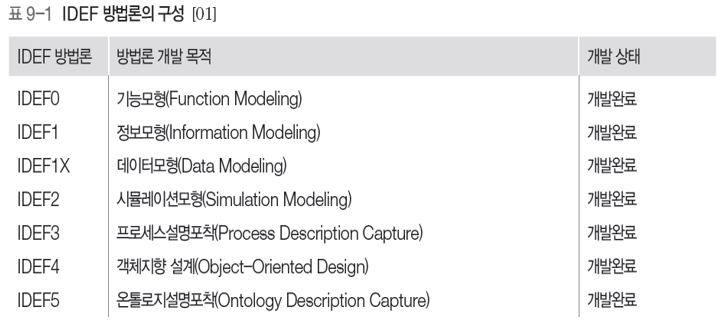 표 9-1 IDEF 방법론의 구성 [01]
IDEF 방법론 방법론 개발 목적 개발 상태
IDEF0 기능모형(Function Modeling) 개발완료
IDEF1 정보모형(Information Modeling) 개발완료
IDEF1X 데이터모형(Data Modeling) 개발완료
IDEF2 시뮬레이션모형(Simulation Modeling) 개발완료
IDEF3 프로세스설명포착(Process Description Capture) 개발완료
IDEF4 객체지향 설계(Object-Oriented Design) 개발완료
IDEF5 온톨로지설명포착(Ontology Description Capture) 개발완료